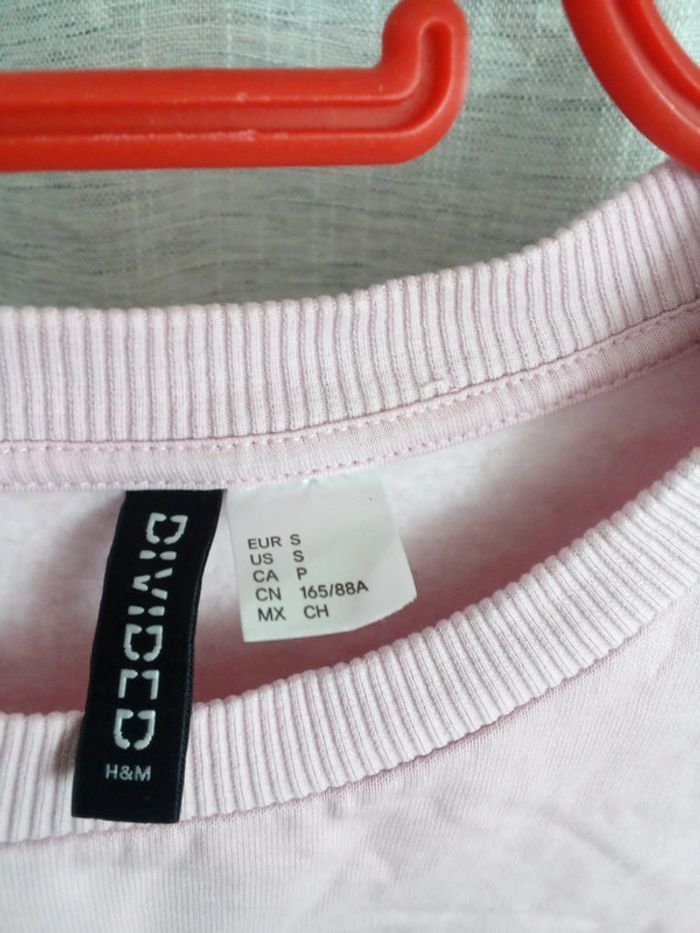 DIVIDED
H&M
EUR S
US S
CA P
CN 165/88A
MX CH